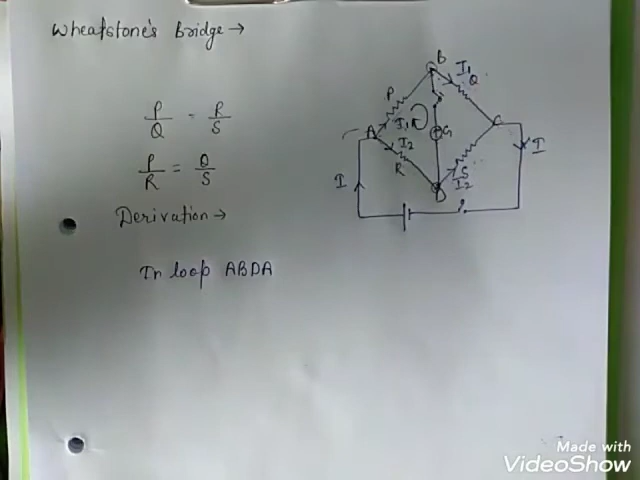 Wheatstone's Bridge →
P/Q = R/S
P/R = Q/S
Derivation →
In loop ABDA
B
I₁
P
Q
A
I₁
G
C
I₂
R
S
I₂
D
I
I
Made with
VideoShow